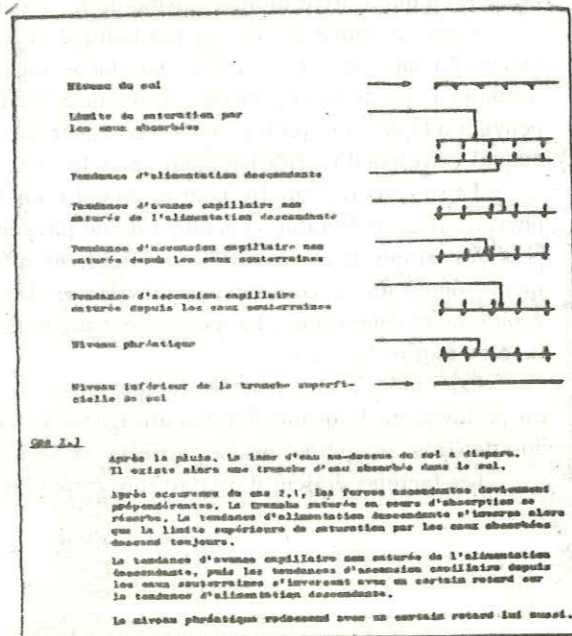 Niveau du sol
Limite de saturation par
les eaux absorbées
Tendance d'alimentation descendante
Tendance d'avance capillaire non
saturée de l'alimentation descendante
Tendance d'ascension capillaire non
saturée depuis les eaux souterraines
Tendance d'ascension capillaire
saturée depuis les eaux souterraines
Niveau phréatique
Niveau inférieur de la tranche superfi-
cielle de sol
Cas
Après la pluie. La lame d'eau au-dessus du sol a disparu.
Il existe alors une tranche d'eau absorbée dans le sol.
Après du cas 2.1, les forces ascendantes deviennent
prépondérantes. La tranche saturée en cours d'absorption se
résorbe. La tendance d'alimentation descendante s'inverse alors
que la limite supérieure de saturation par les eaux absorbées
descend toujours.
La tendance d'avance capillaire non saturée de l'alimentation
descendante, puis les tendances d'ascension capillaire depuis
les eaux souterraines s'inversent avec un certain retard sur
la tendance d'alimentation descendante.
Le niveau phréatique redescend avec un certain retard lui aussi.